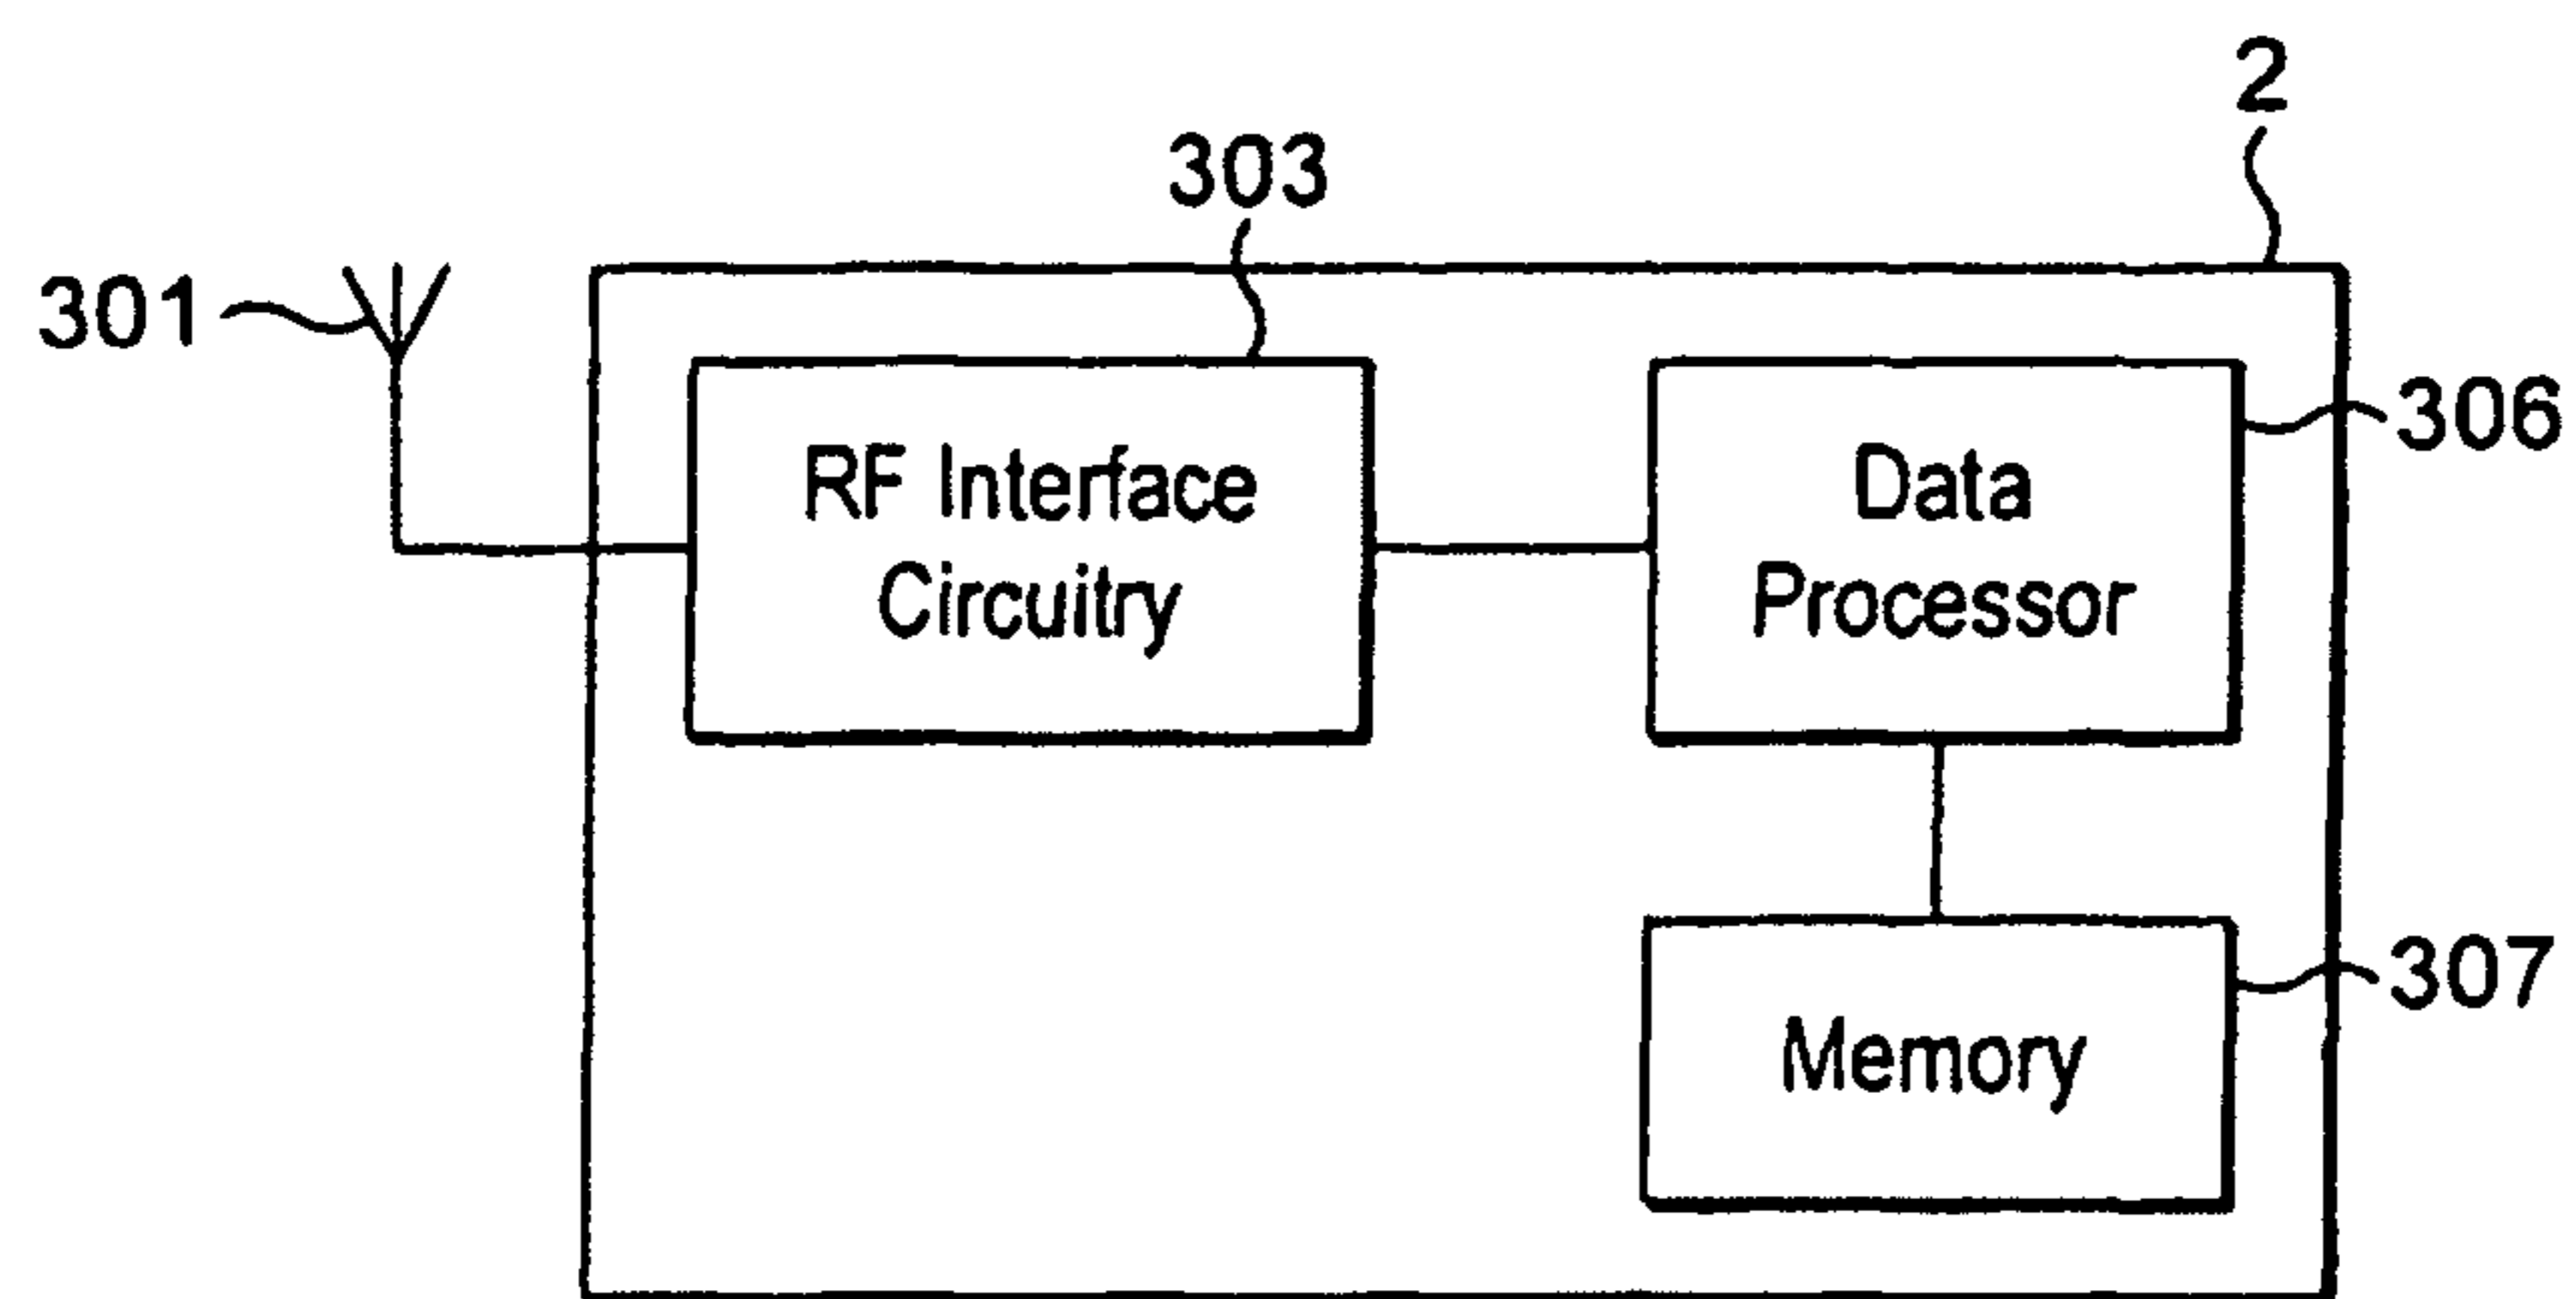 2
303
301
RF Interface
Circuitry
Data
Processor
306
Memory
307